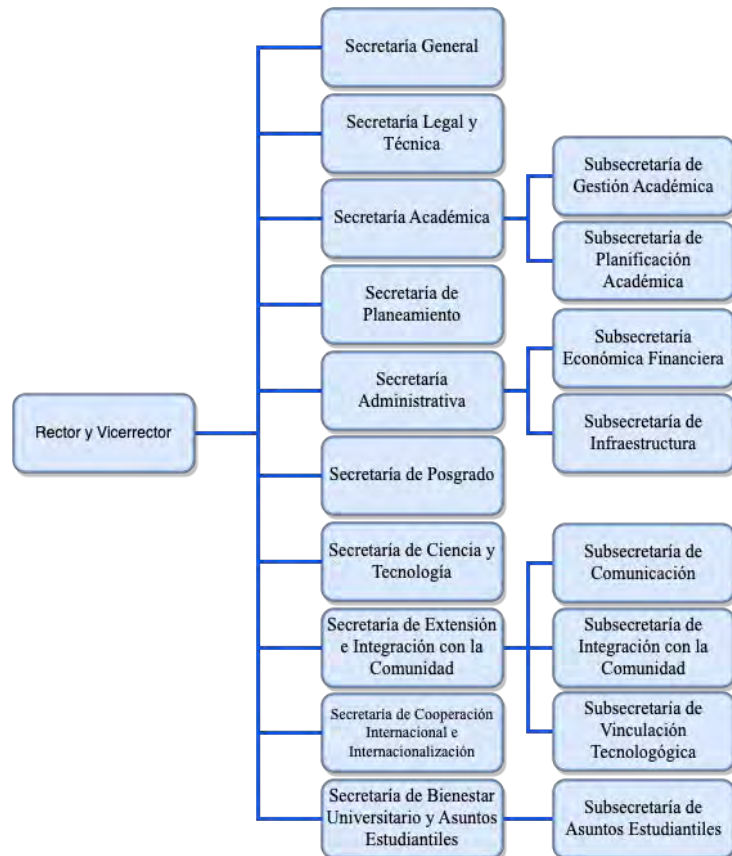 Secretaría General
Secretaría Legal y
Técnica
Subsecretaría de
Gestión Académica
Secretaría Académica
Subsecretaría de
Planificación
Académica
Secretaría de
Planeamiento
Subsecretaría
Económica Financiera
Secretaría
Administrativa
Rector y Vicerrector
Subsecretaría de
Infraestructura
Secretaría de Posgrado
Secretaría de Ciencia y
Tecnología
Subsecretaría de
Comunicación
Secretaría de Extensión
e Integración con la
Comunidad
Subsecretaría de
Integración con la
Comunidad
Secretaría de Cooperación
Internacional e
Internacionalización
Subsecretaría de
Vinculación
Tecnologógica
Secretaría de Bienestar
Universitario y Asuntos
Estudiantiles
Subsecretaría de
Asuntos Estudiantiles